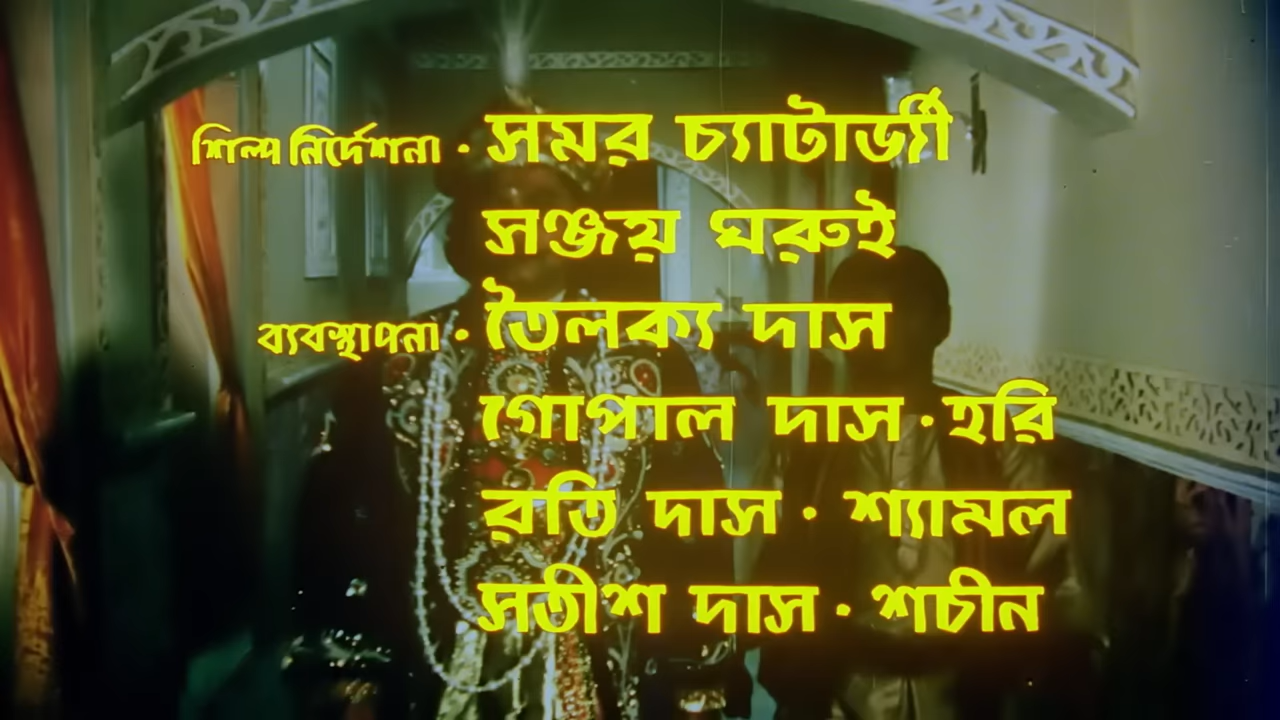 শিল্প নির্দেশনা · সমর চ্যাটার্জী
সঞ্জয় ঘরুই
ব্যবস্থাপনা · তৈলক্য দাস
গোপাল দাস · হরি
রতি দাস · শ্যামল
সতীশ দাস · শচীন